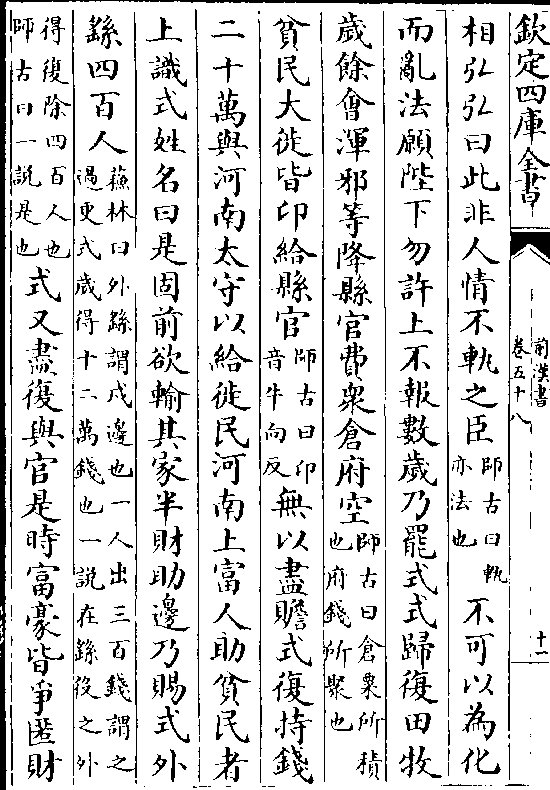 欽定四庫全書
前漢書
卷五十八
十二
相弘弘曰此非人情不軌之臣師古曰軌亦法也不可以為化
而亂法願陛下勿許上不報數歲乃罷式式歸復田牧
歲餘會渾邪等降縣官費衆倉府空師古曰倉粟所積也府錢所聚也
貧民大徙皆卬給縣官師古曰卬音牛向反無以盡贍式復持錢
二十萬與河南太守以給徙民河南上富人助貧民者
上識式姓名曰是固前欲輸其家半財助邊乃賜式外
繇四百人蘇林曰外繇謂戍邊也一人出三百錢謂之過更式歲得十二萬錢也一說在繇役之外
得復除四百人也師古曰一說是也式又盡復與官是時富豪皆爭匿財